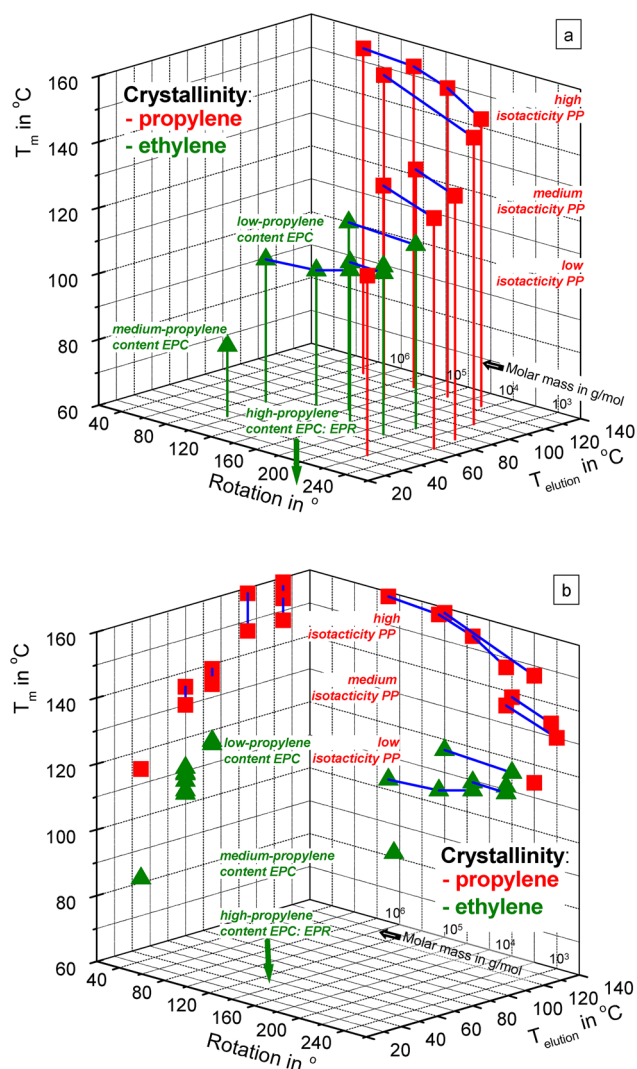 a
160
140
120
100
80
60
T_m in °C
Crystallinity:
- propylene
- ethylene
high
isotacticity PP
medium
isotacticity PP
low
isotacticity PP
low-propylene
content EPC
medium-propylene
content EPC
high-propylene
content EPC: EPR
10^6
10^5
10^4
10^3
Molar mass in g/mol
40
80
120
160
200
240
Rotation in °
20
40
60
80
100
120
140
T_elution in °C
b
160
140
120
100
80
60
T_m in °C
high
isotacticity PP
medium
isotacticity PP
low
isotacticity PP
low-propylene
content EPC
medium-propylene
content EPC
high-propylene
content EPC: EPR
Crystallinity:
- propylene
- ethylene
10^6
10^5
10^4
10^3
Molar mass in g/mol
40
80
120
160
200
240
Rotation in °
20
40
60
80
100
120
140
T_elution in °C